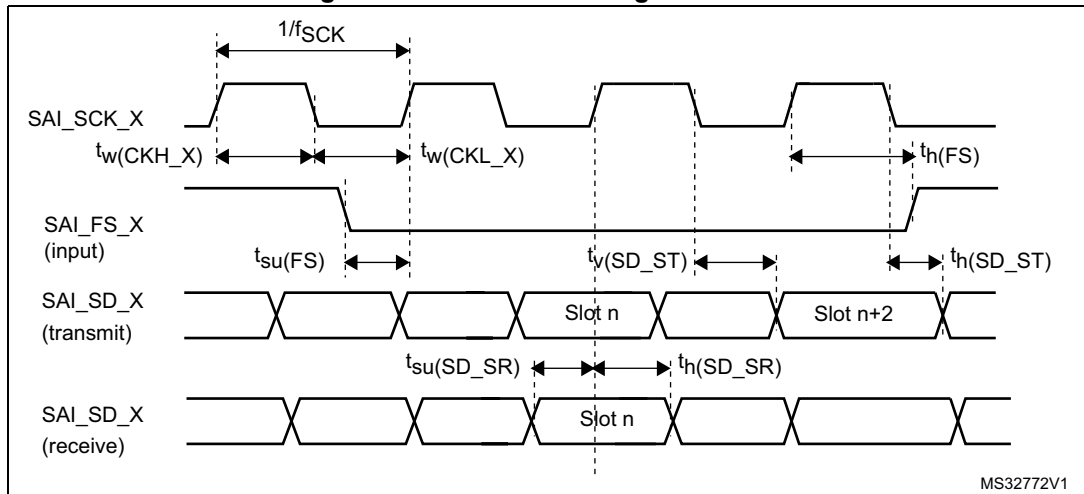 1/fSCK
SAI_SCK_X
tw(CKH_X)
tw(CKL_X)
th(FS)
SAI_FS_X
(input)
tsu(FS)
tv(SD_ST)
th(SD_ST)
SAI_SD_X
(transmit)
Slot n
Slot n+2
tsu(SD_SR)
th(SD_SR)
SAI_SD_X
(receive)
Slot n
MS32772V1